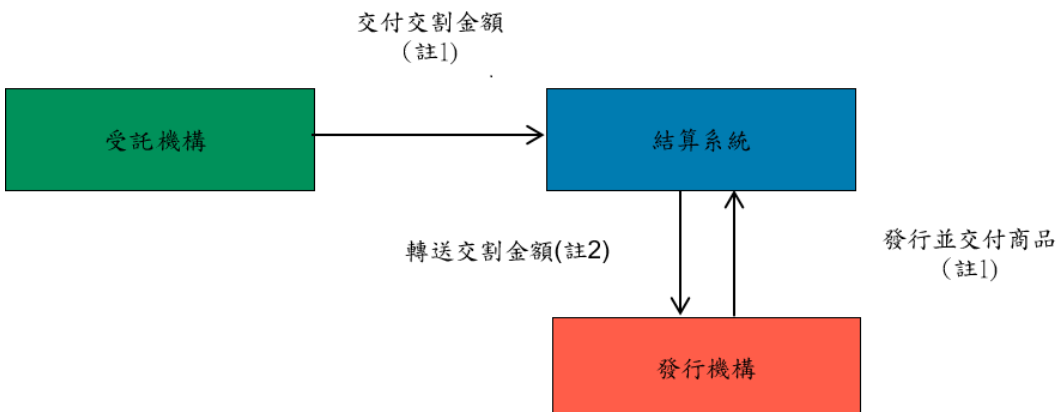 交付交割金額
（註1)
受託機構
結算系統
轉送交割金額(註2)
發行並交付商品
（註1)
發行機構